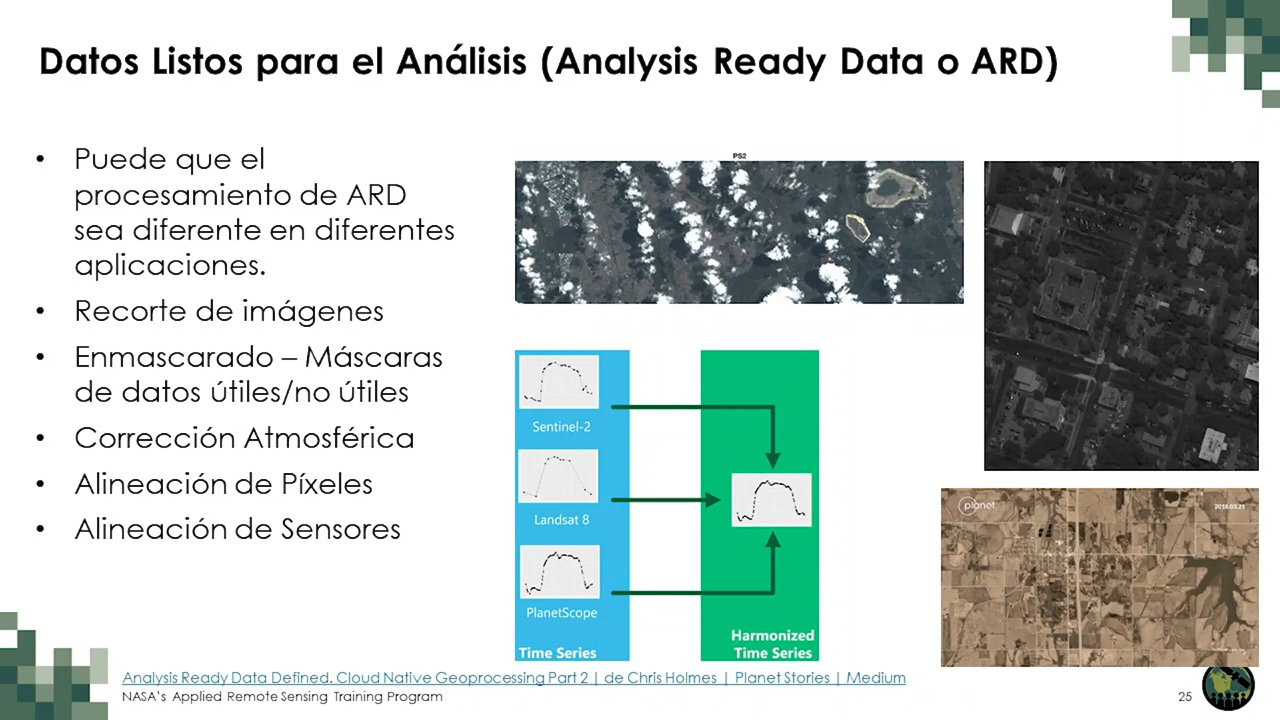 Datos Listos para el Análisis (Analysis Ready Data o ARD)
• Puede que el
procesamiento de ARD
sea diferente en diferentes
aplicaciones.
• Recorte de imágenes
• Enmascarado – Máscaras
de datos útiles/no útiles
• Corrección Atmosférica
• Alineación de Píxeles
• Alineación de Sensores
PS2
Sentinel-2
Landsat 8
PlanetScope
Time Series
Harmonized
Time Series
planet.
2018.03.21
Analysis Ready Data Defined. Cloud Native Geoprocessing Part 2 | de Chris Holmes | Planet Stories | Medium
NASA's Applied Remote Sensing Training Program
25